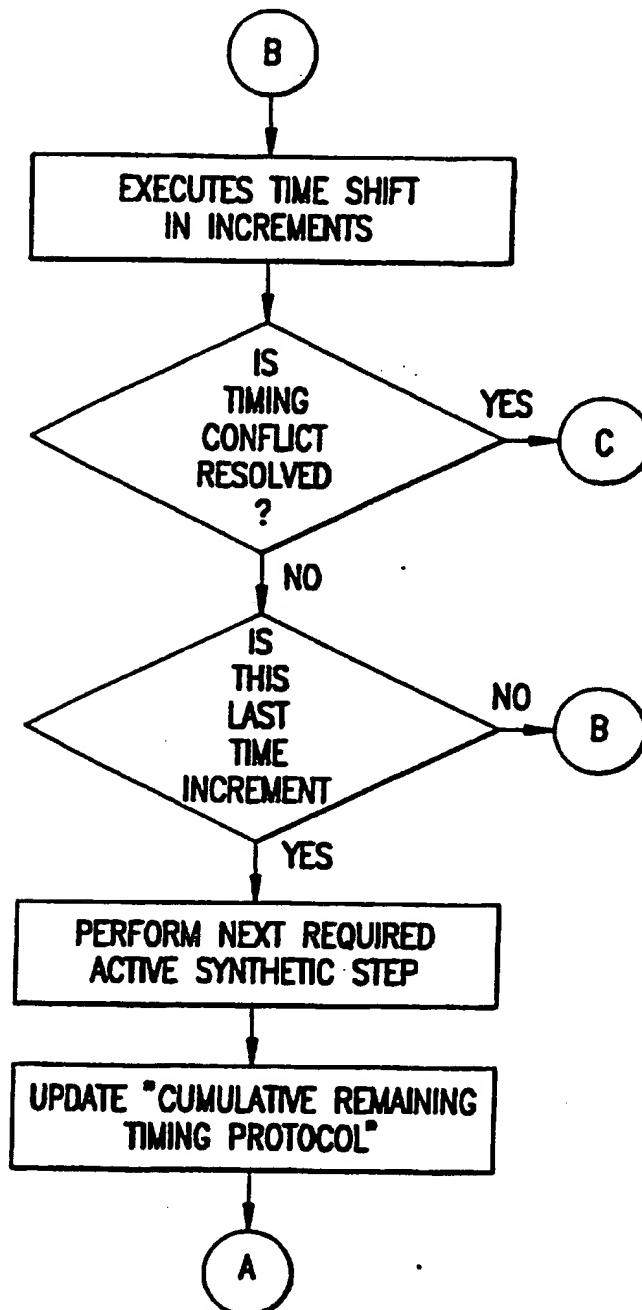 B
EXECUTES TIME SHIFT
IN INCREMENTS
IS
TIMING
CONFLICT
RESOLVED
?
YES
C
NO
IS
THIS
LAST
TIME
INCREMENT
NO
B
YES
PERFORM NEXT REQUIRED
ACTIVE SYNTHETIC STEP
UPDATE "CUMULATIVE REMAINING
TIMING PROTOCOL"
A